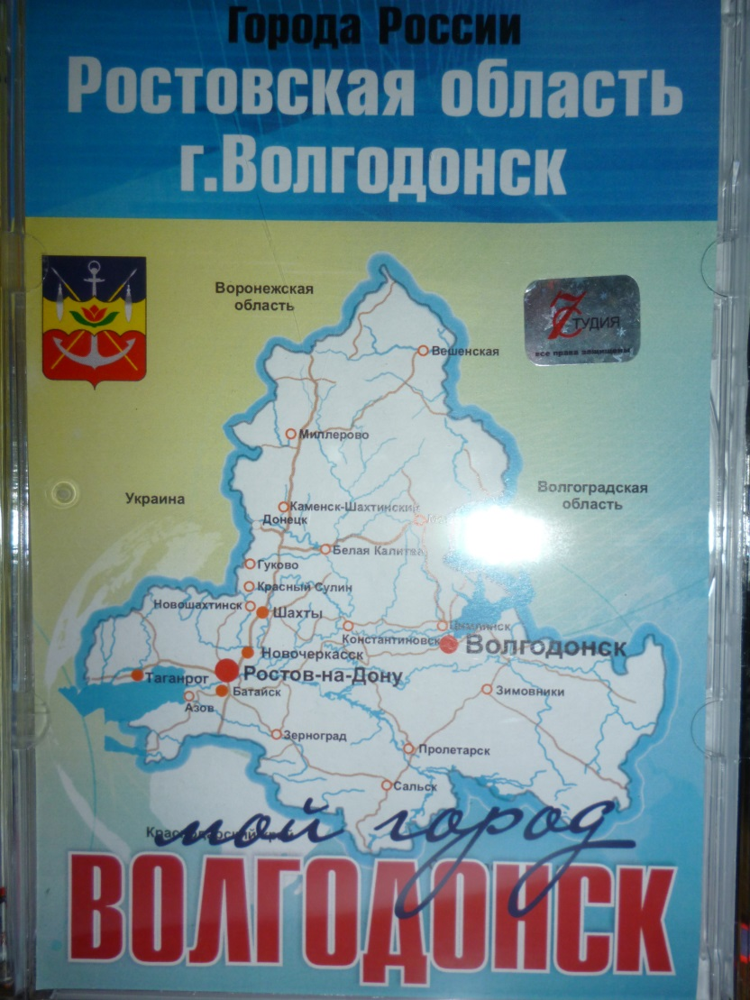 Города России
Ростовская область
г.Волгодонск
Воронежская
область
7
СТУДИЯ
все права защищены
Вешенская
Миллерово
Украина
Волгоградская
область
Каменск-Шахтинский
Донецк
Белая
Гуково
Красный Сулин
Новошахтинск
Шахты
Константиновск
Волгодонск
Новочеркасск
Ростов-на-Дону
Таганрог
Батайск
Зимовники
Азов
Зерноград
Пролетарск
Сальск
мой город
ВОЛГОДОНСК